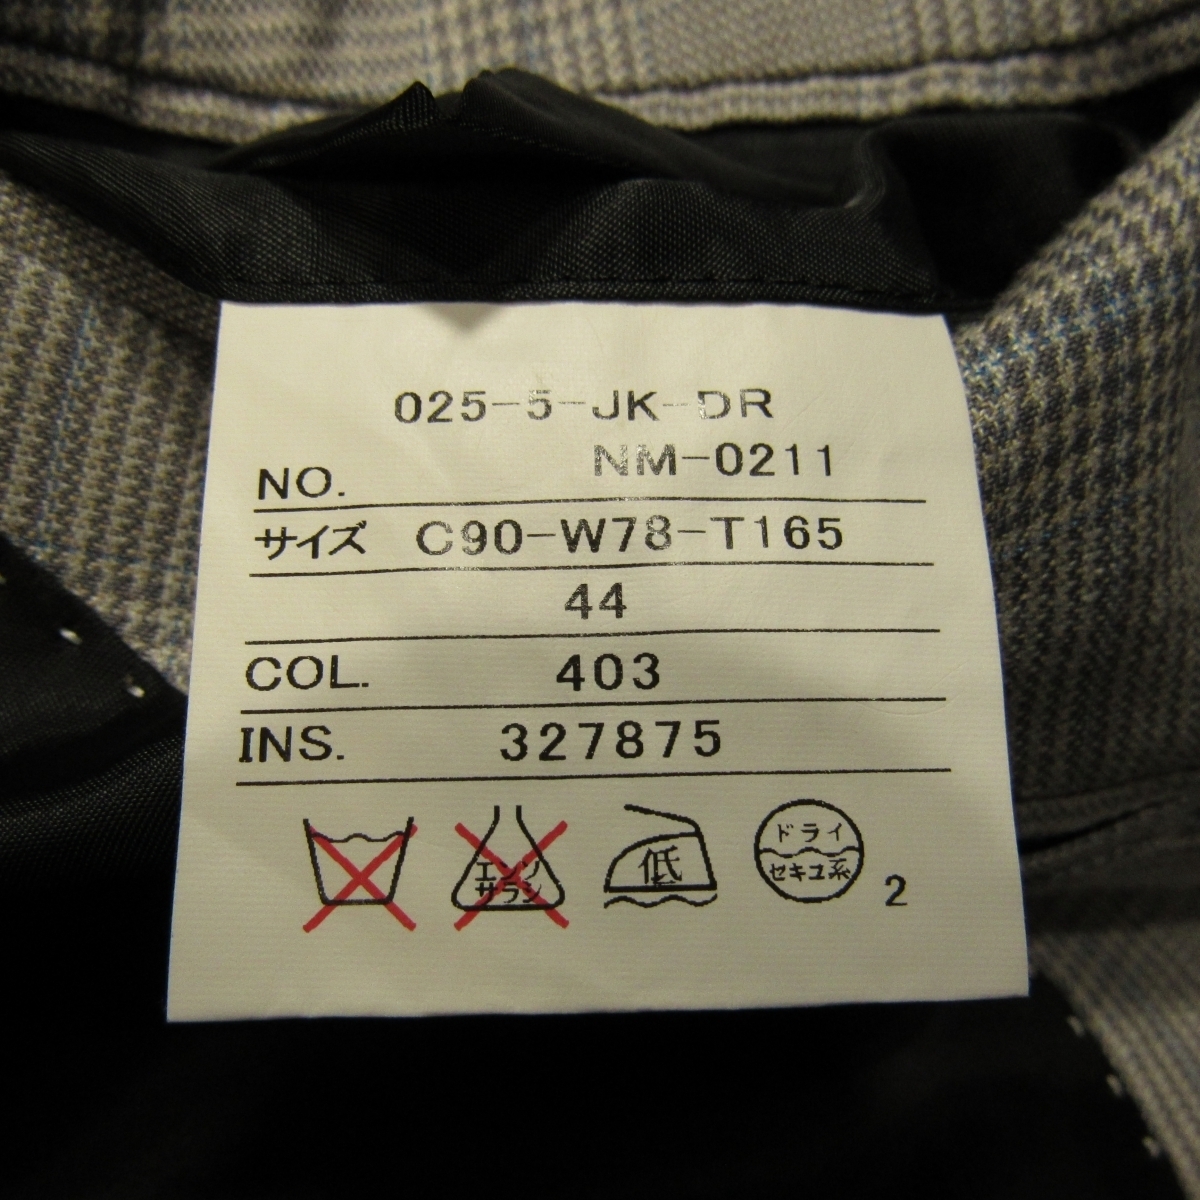 025-5-JK-DR
NO. NM-0211
サイズ C90-W78-T165
44
COL. 403
INS. 327875
エンソ
サラシ
低
ドライ
セキユ系
2